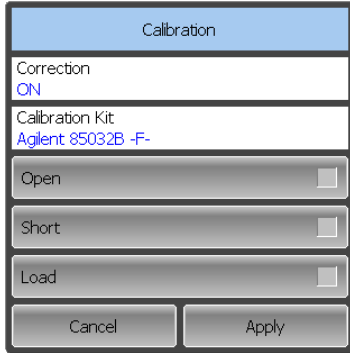 Calibration
Correction
ON
Calibration Kit
Agilent 85032B -F-
Open
Short
Load
Cancel Apply